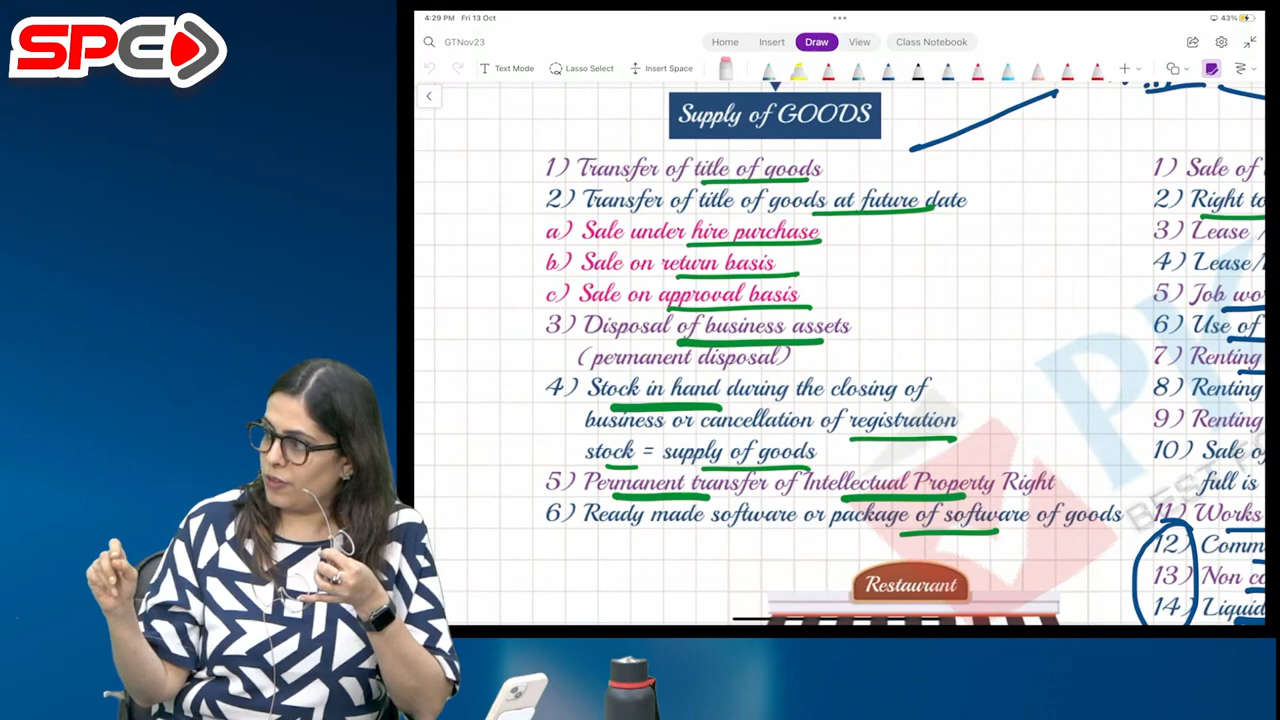 SPC
4:29 PM Fri 13 Oct
43%
GTNov23
Home Insert Draw View Class Notebook
Text Mode Lasso Select Insert Space
Supply of GOODS
1) Transfer of title of goods
2) Transfer of title of goods at future date
a) Sale under hire purchase
b) Sale on return basis
c) Sale on approval basis
3) Disposal of business assets
(permanent disposal)
4) Stock in hand during the closing of
business or cancellation of registration
stock = supply of goods
5) Permanent transfer of Intellectual Property Right
6) Ready made software or package of software of goods
Restaurant
1) Sale of
2) Right to
3) Lease
4) Lease/
5) Job wo
6) Use of
7) Renting
8) Renting
9) Renting
10) Sale o
full is
11) Works
12) Comm
13) Non co
14) Liquid
PK
BEST